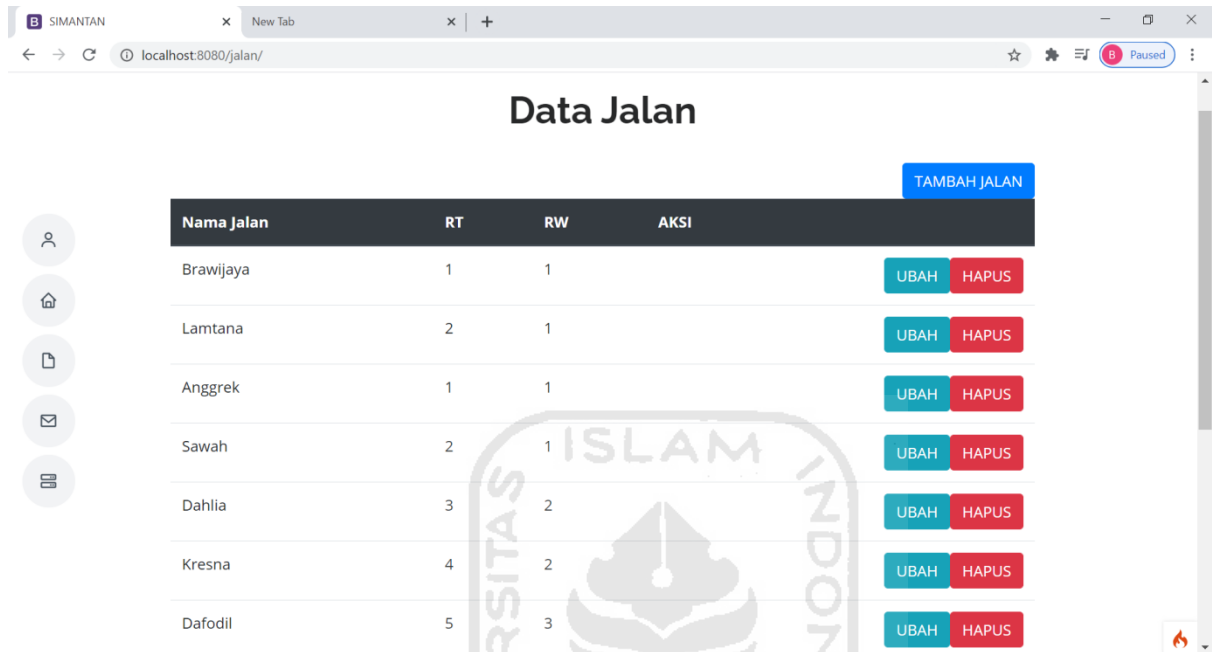 B SIMANTAN New Tab
localhost:8080/jalan/ B Paused
Data Jalan
TAMBAH JALAN
Nama Jalan RT RW AKSI
Brawijaya 1 1 UBAH HAPUS
Lamtana 2 1 UBAH HAPUS
Anggrek 1 1 UBAH HAPUS
Sawah 2 1 UBAH HAPUS
Dahlia 3 2 UBAH HAPUS
Kresna 4 2 UBAH HAPUS
Dafodil 5 3 UBAH HAPUS
ISLAM